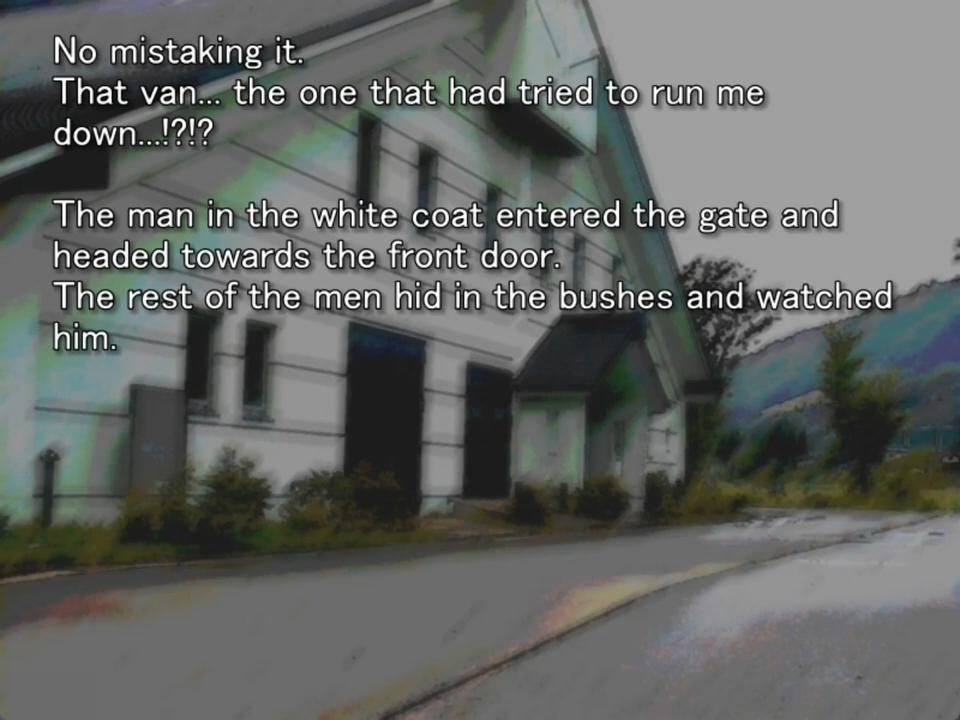 No mistaking it.
That van... the one that had tried to run me
down...!?!?
The man in the white coat entered the gate and
headed towards the front door.
The rest of the men hid in the bushes and watched
him.